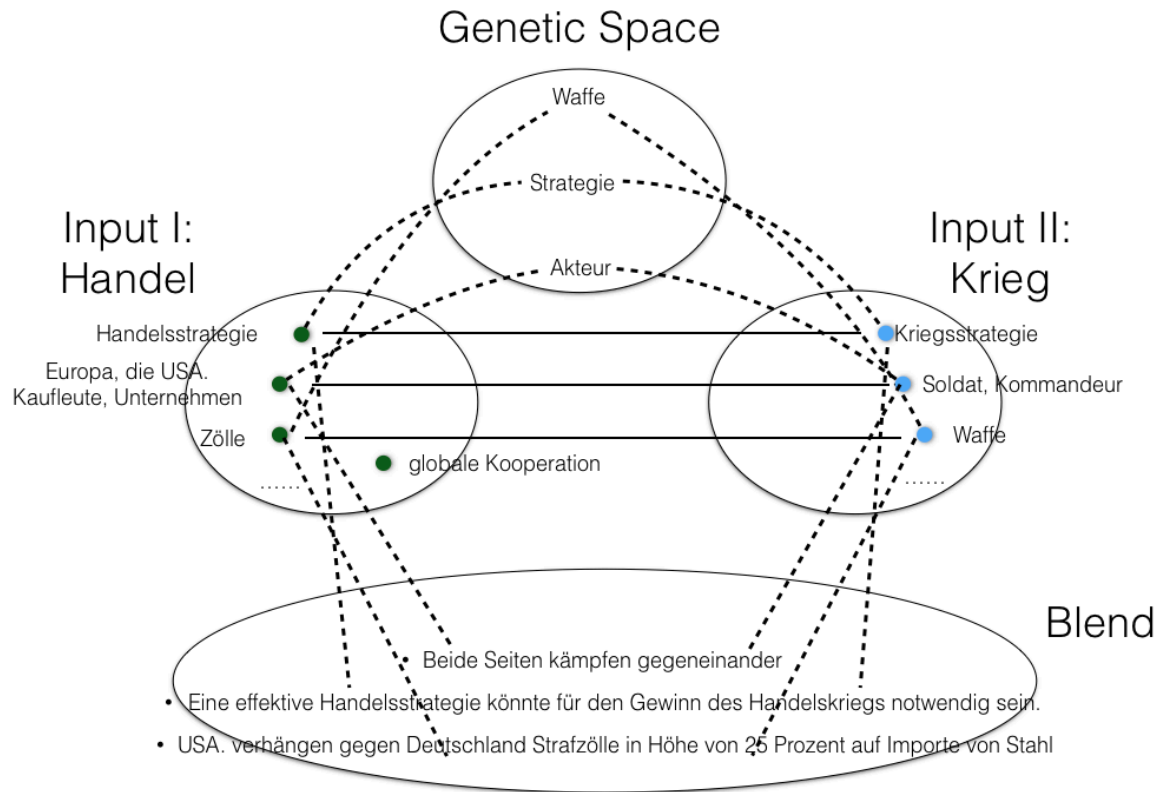 Genetic Space
Waffe
Strategie
Akteur
Input I:
Handel
Input II:
Krieg
Handelsstrategie
Europa, die USA.
Kaufleute, Unternehmen
Zölle
globale Kooperation
......
Kriegsstrategie
Soldat, Kommandeur
Waffe
......
Blend
• Beide Seiten kämpfen gegeneinander
• Eine effektive Handelsstrategie könnte für den Gewinn des Handelskriegs notwendig sein.
• USA. verhängen gegen Deutschland Strafzölle in Höhe von 25 Prozent auf Importe von Stahl